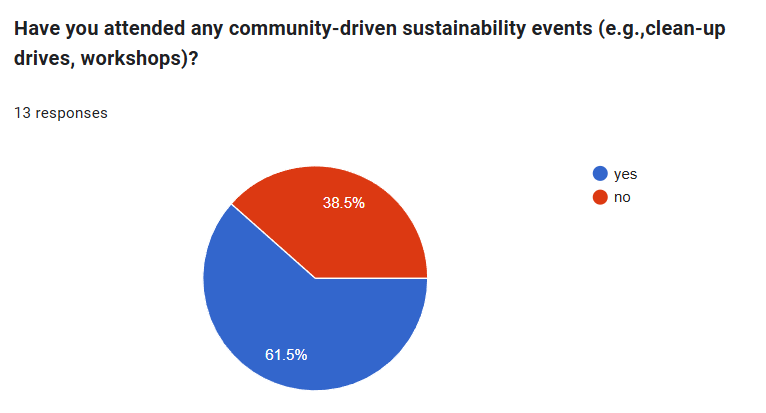 Have you attended any community-driven sustainability events (e.g.,clean-up
drives, workshops)?
13 responses
yes
no
38.5%
61.5%